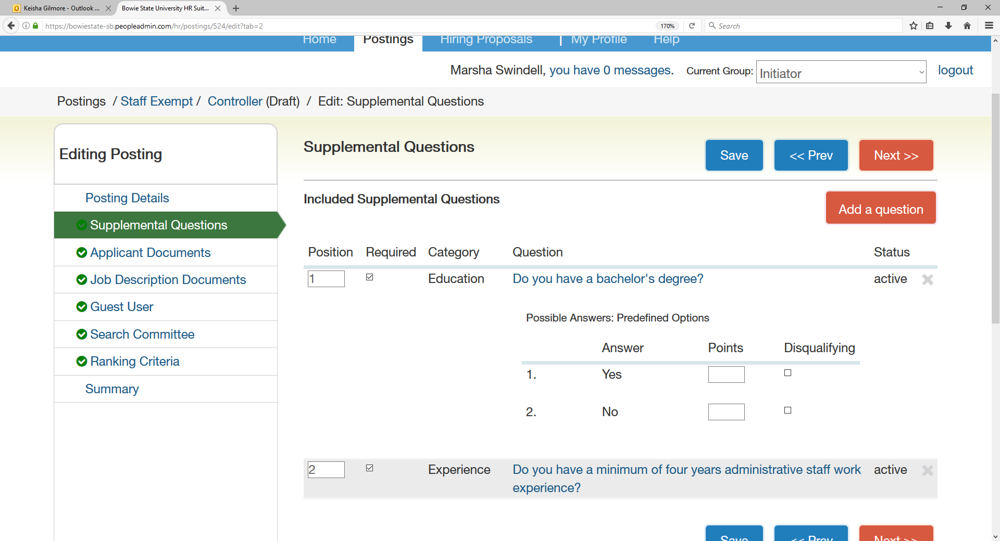 Keisha Gilmore - Outlook ...
Bowie State University HR Suit...
https://bowiestate-sb.peopleadmin.com/hr/postings/524/edit?tab=2
170%
Search
Home Postings Hiring Proposals | My Profile Help
Marsha Swindell, you have 0 messages. Current Group: Initiator logout
Postings / Staff Exempt / Controller (Draft) / Edit: Supplemental Questions
Editing Posting
Posting Details
Supplemental Questions
Applicant Documents
Job Description Documents
Guest User
Search Committee
Ranking Criteria
Summary
Supplemental Questions
Save << Prev Next >>
Included Supplemental Questions
Add a question
Position Required Category Question Status
1 Education Do you have a bachelor's degree? active
Possible Answers: Predefined Options
Answer Points Disqualifying
1. Yes
2. No
2 Experience Do you have a minimum of four years administrative staff work active
experience?
Save << Prev Next >>